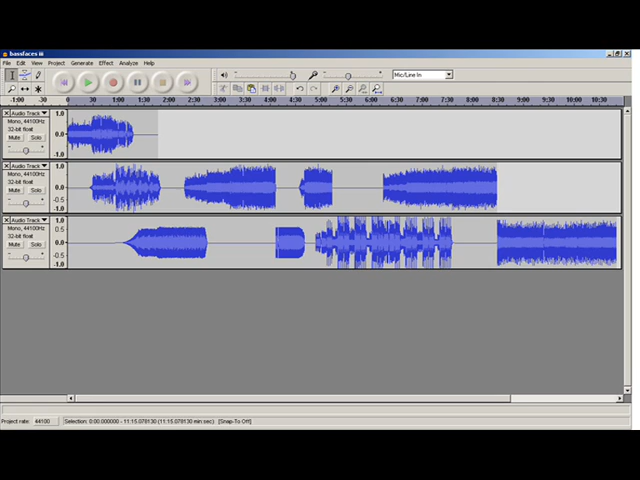 bassfaces iii
File Edit View Project Generate Effect Analyze Help
Mic/Line In
-1:00 -30 0 30 1:00 1:30 2:00 2:30 3:00 3:30 4:00 4:30 5:00 5:30 6:00 6:30 7:00 7:30 8:00 8:30 9:00 9:30 10:00 10:30
Audio Track
Mono, 44100Hz
32-bit float
Mute Solo
1.0
0.5
0.0
-0.5
-1.0
Audio Track
Mono, 44100Hz
32-bit float
Mute Solo
1.0
0.5
0.0
-0.5
-1.0
Audio Track
Mono, 44100Hz
32-bit float
Mute Solo
1.0
0.5
0.0
-0.5
-1.0
Project rate: 44100 Selection: 0:00.000000 - 11:15.078130 (11:15.078130 min:sec) [Snap-To Off]